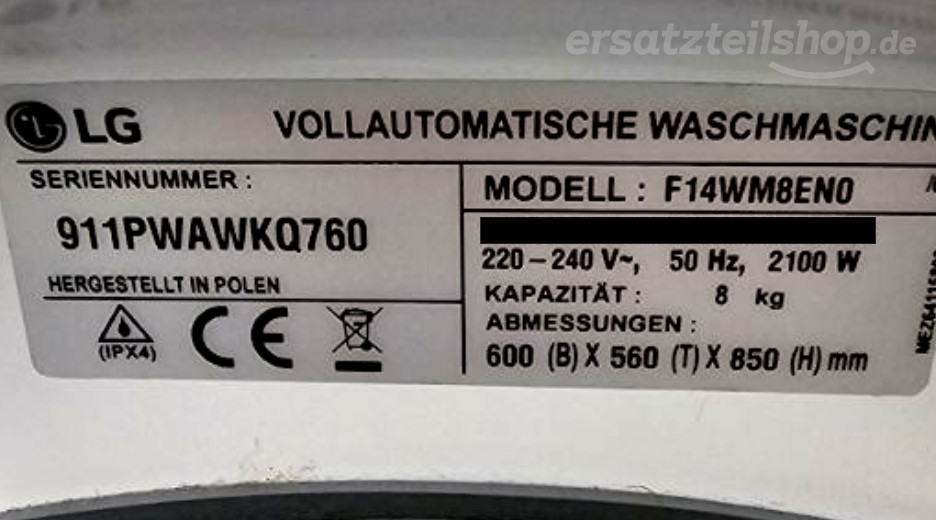 ersatzteilshop.de
LG VOLLAUTOMATISCHE WASCHMASCHIN
SERIENNUMMER :
911PWAWKQ760
HERGESTELLT IN POLEN
(IPX4)
CE
MODELL : F14WM8EN0
220 – 240 V~, 50 Hz, 2100 W
KAPAZITÄT : 8 kg
ABMESSUNGEN :
600 (B) X 560 (T) X 850 (H) mm